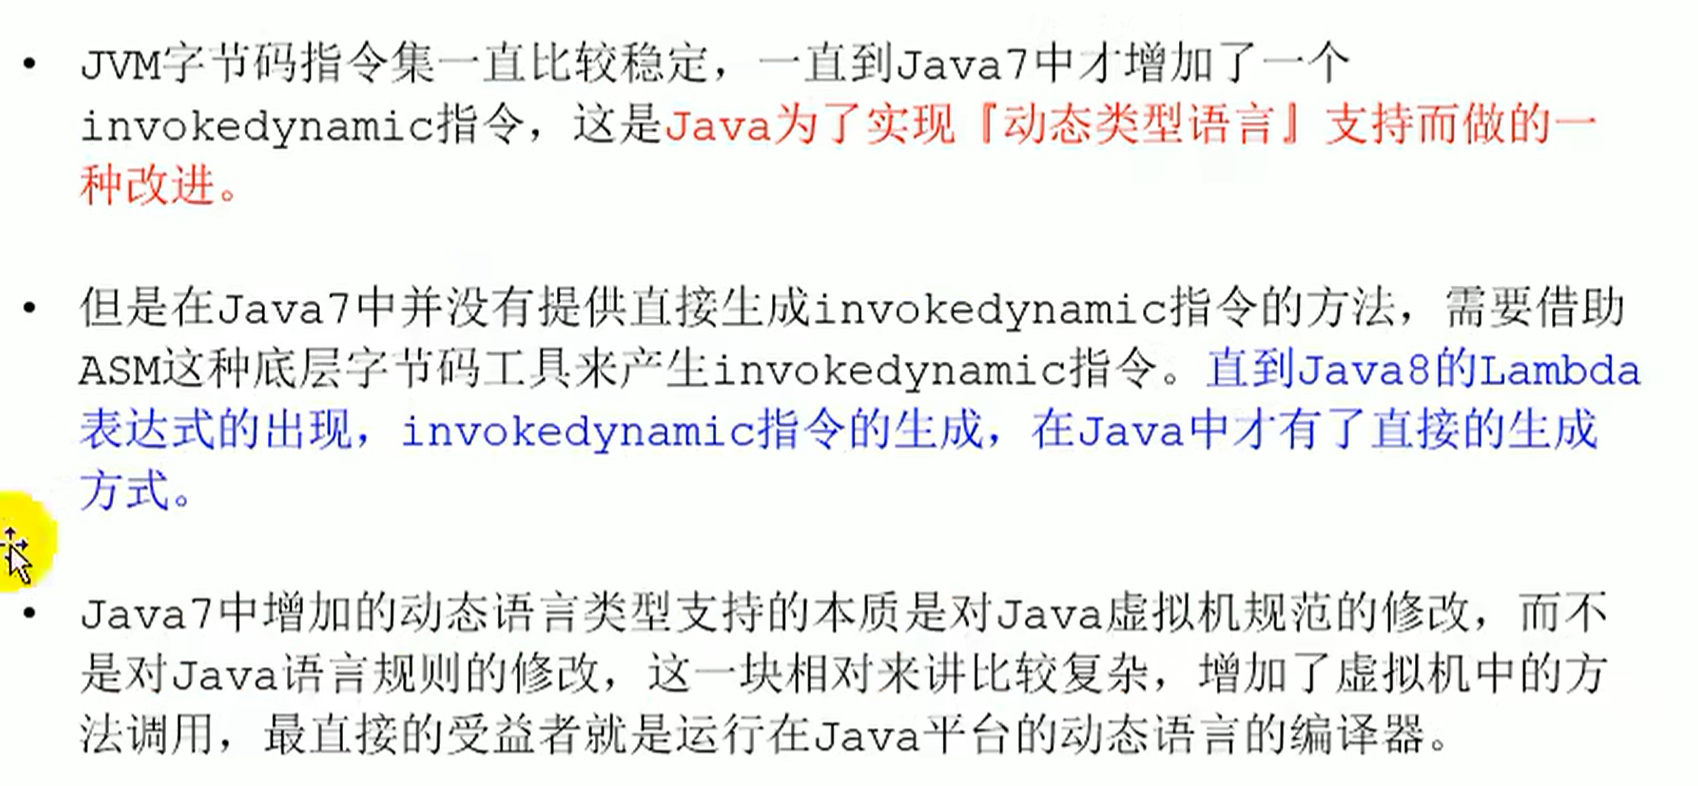 • JVM字节码指令集一直比较稳定，一直到Java7中才增加了一个
invokedynamic指令，这是Java为了实现『动态类型语言』支持而做的一
种改进。
• 但是在Java7中并没有提供直接生成invokedynamic指令的方法，需要借助
ASM这种底层字节码工具来产生invokedynamic指令。直到Java8的Lambda
表达式的出现，invokedynamic指令的生成，在Java中才有了直接的生成
方式。
• Java7中增加的动态语言类型支持的本质是对Java虚拟机规范的修改，而不
是对Java语言规则的修改，这一块相对来讲比较复杂，增加了虚拟机中的方
法调用，最直接的受益者就是运行在Java平台的动态语言的编译器。